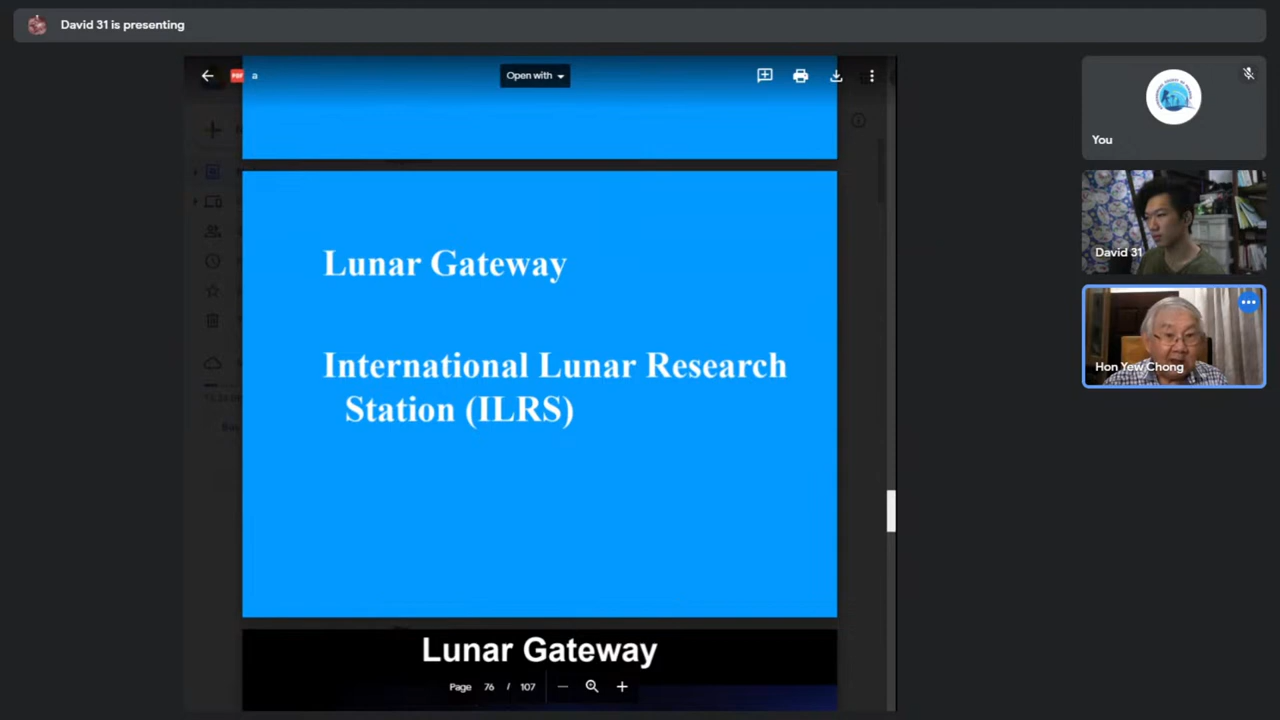 David 31 is presenting
PDF a
Open with
You
Lunar Gateway
David 31
International Lunar Research
Station (ILRS)
Hon Yew Chong
Lunar Gateway
Page 76 / 107